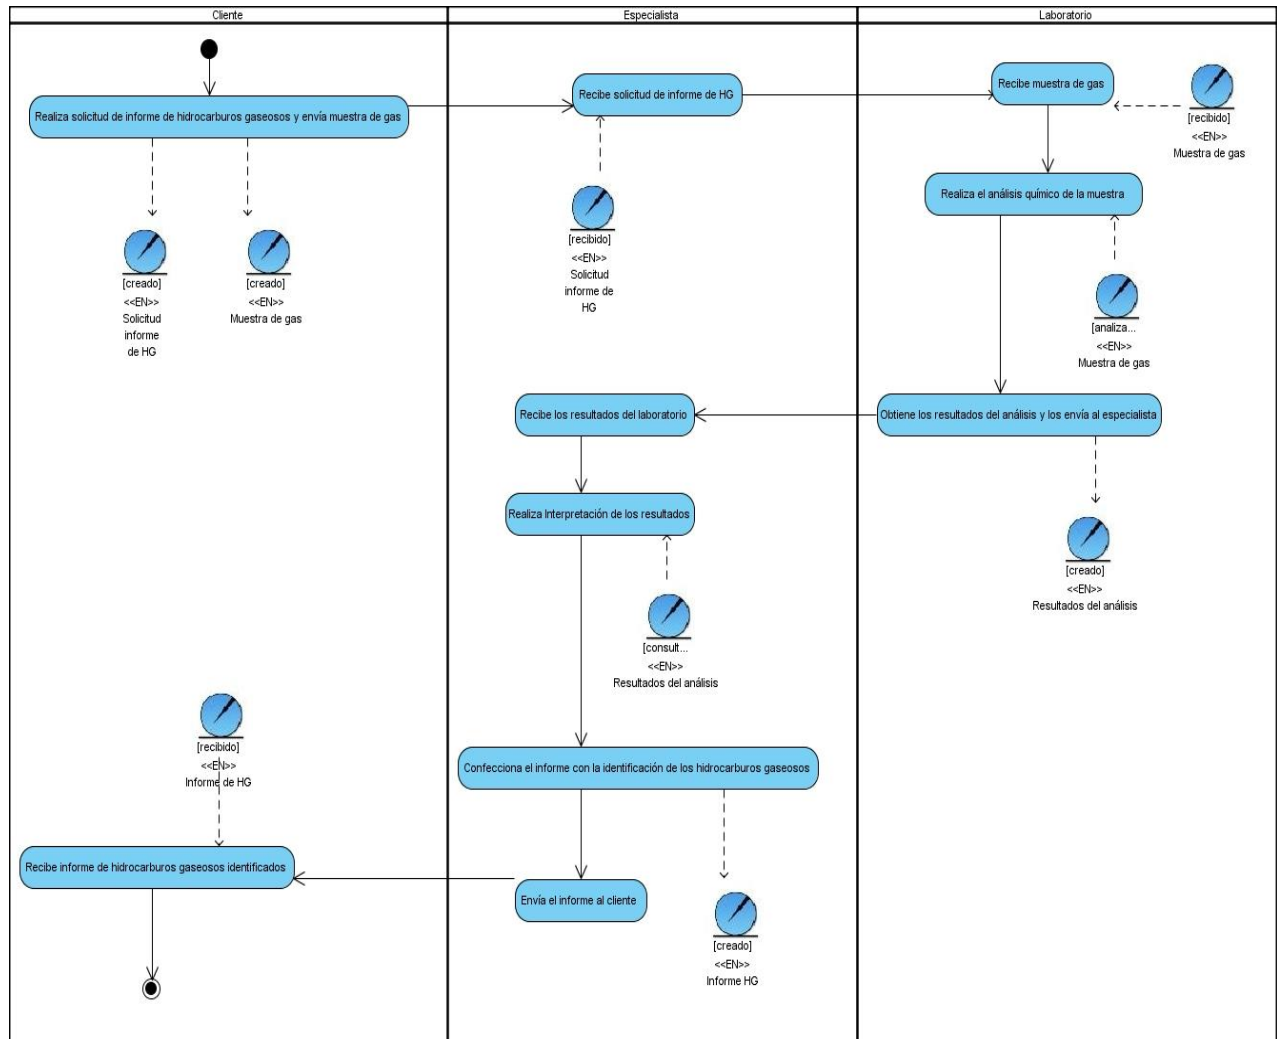 Cliente
Especialista
Laboratorio
Realiza solicitud de informe de hidrocarburos gaseosos y envía muestra de gas
[creado]
<<EN>>
Solicitud
informe
de HG
[creado]
<<EN>>
Muestra de gas
Recibe solicitud de informe de HG
[recibido]
<<EN>>
Solicitud
informe de
HG
Recibe muestra de gas
[recibido]
<<EN>>
Muestra de gas
Realiza el análisis químico de la muestra
[analiza...
<<EN>>
Muestra de gas
Obtiene los resultados del análisis y los envía al especialista
[creado]
<<EN>>
Resultados del análisis
Recibe los resultados del laboratorio
Realiza Interpretación de los resultados
[consult...
<<EN>>
Resultados del análisis
Confecciona el informe con la identificación de los hidrocarburos gaseosos
[creado]
<<EN>>
Informe HG
Envía el informe al cliente
[recibido]
<<EN>>
Informe de HG
Recibe informe de hidrocarburos gaseosos identificados